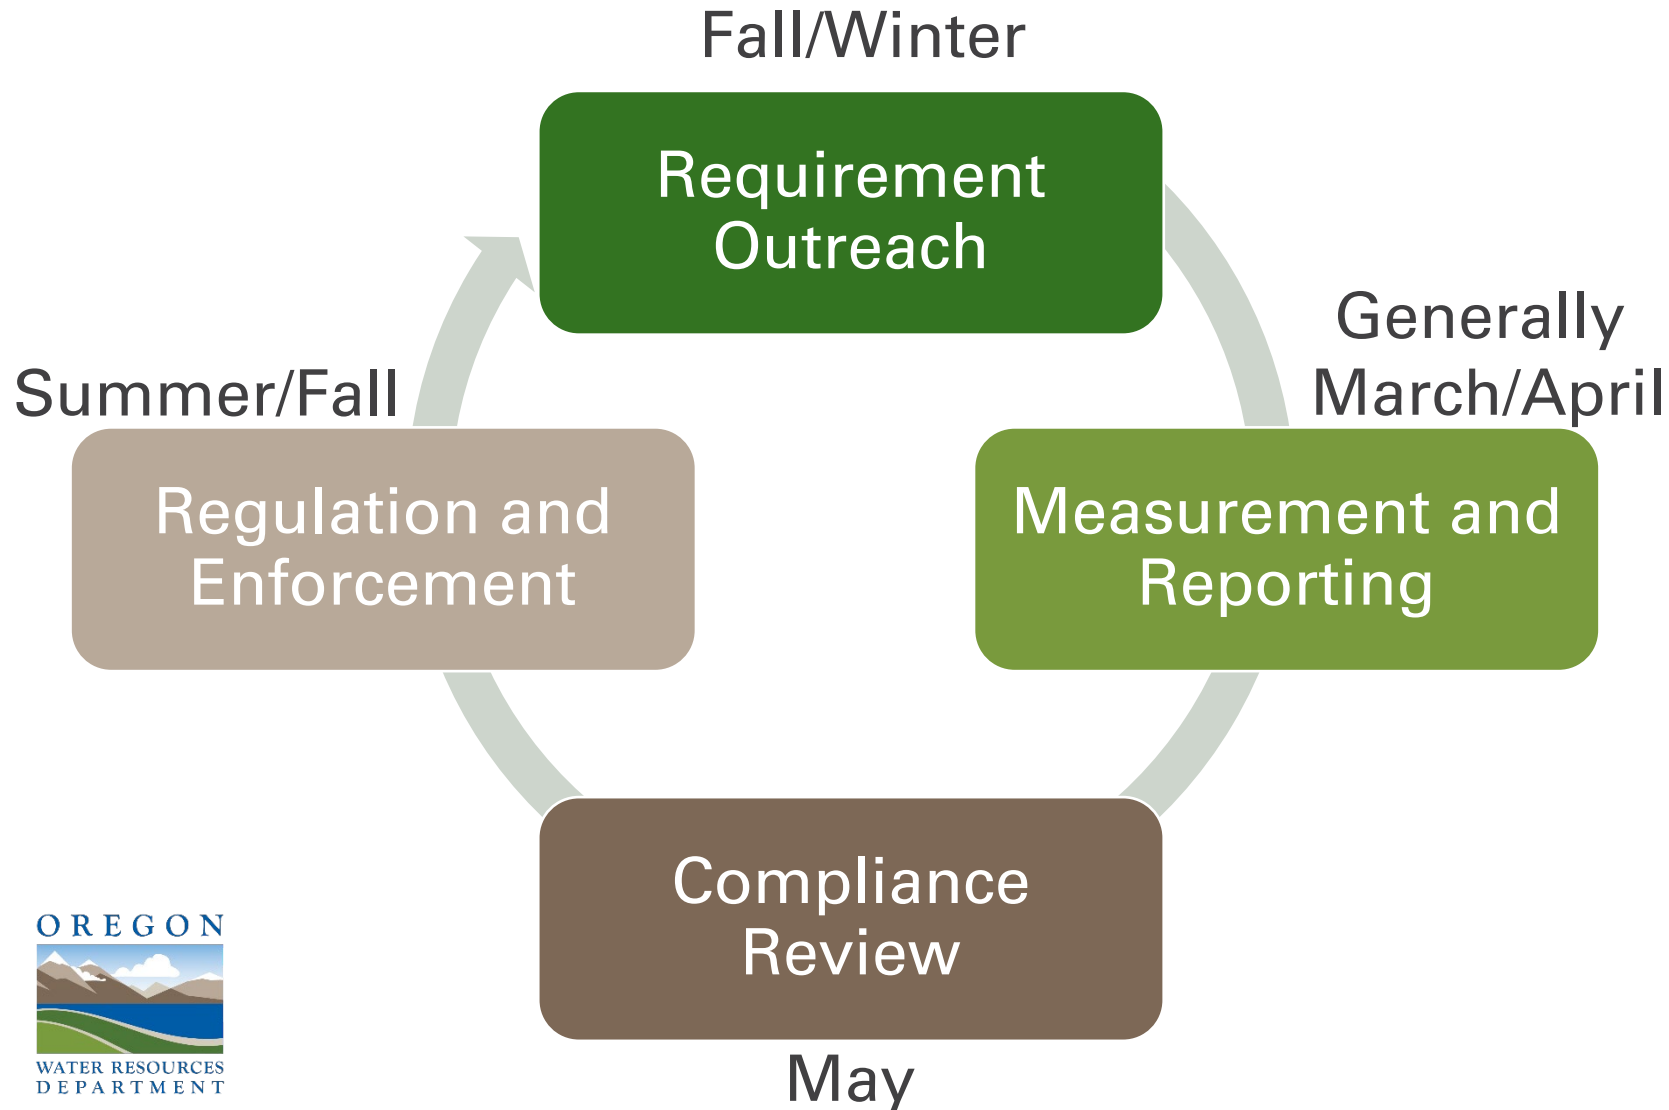 Fall/Winter
Requirement
Outreach
Generally
March/April
Measurement and
Reporting
Compliance
Review
May
Summer/Fall
Regulation and
Enforcement
OREGON
WATER RESOURCES
DEPARTMENT